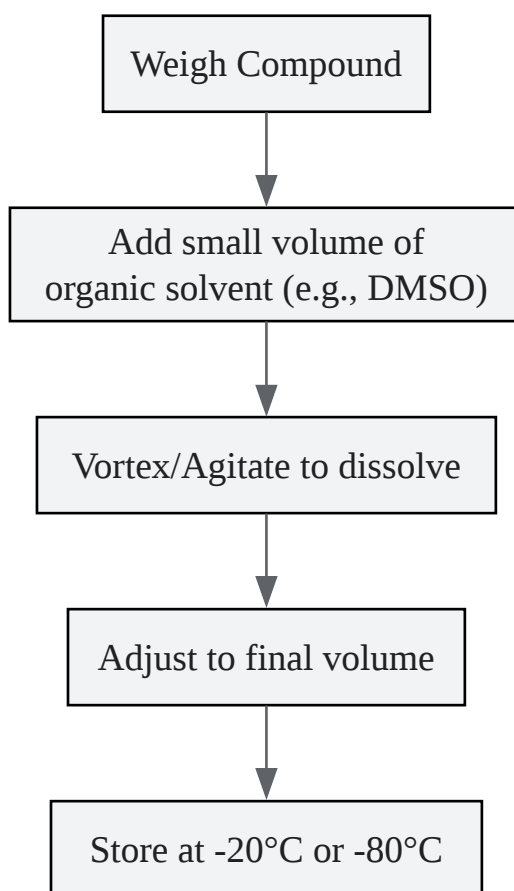 Weigh Compound
Add small volume of
organic solvent (e.g., DMSO)
Vortex/Agitate to dissolve
Adjust to final volume
Store at -20°C or -80°C